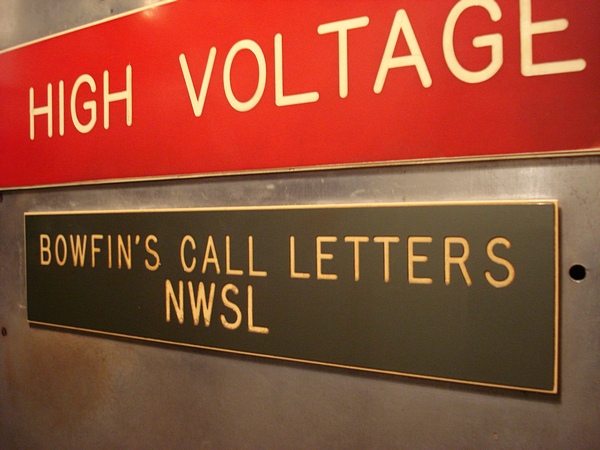 HIGH VOLTAGE
BOWFIN'S CALL LETTERS
NWSL